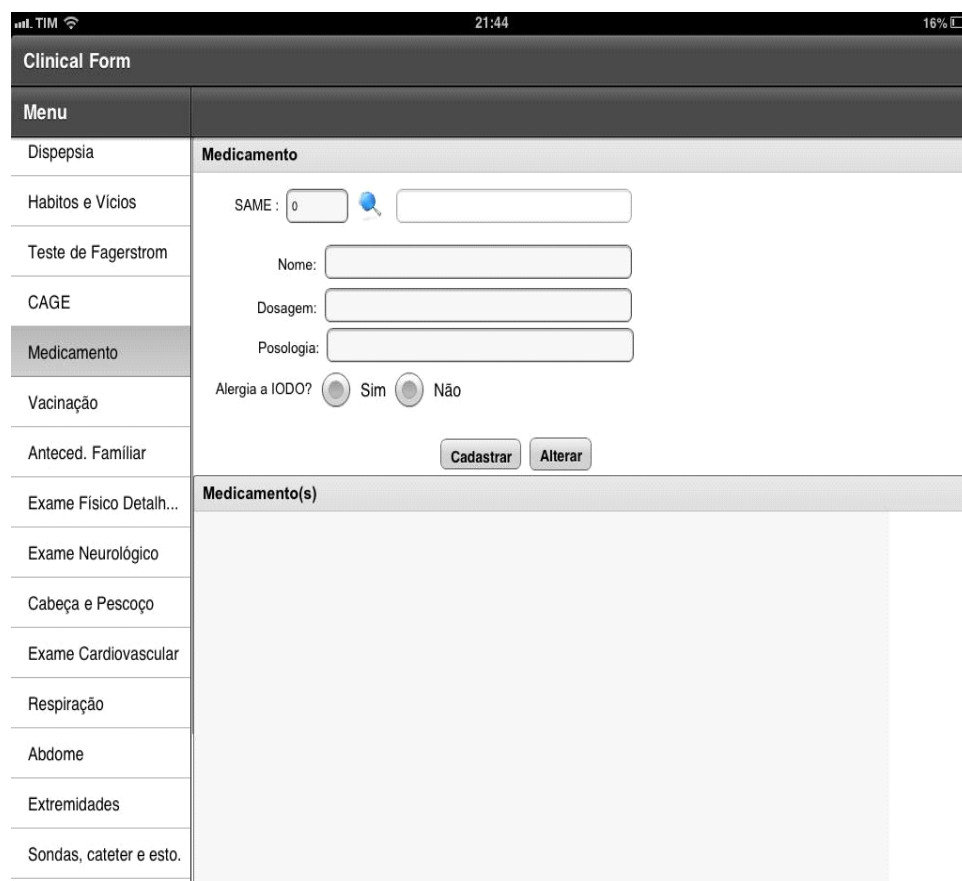 TIM 21:44 16%
Clinical Form
Menu
Dispepsia
Habitos e Vícios
Teste de Fagerstrom
CAGE
Medicamento
Vacinação
Anteced. Famíliar
Exame Físico Detalh...
Exame Neurológico
Cabeça e Pescoço
Exame Cardiovascular
Respiração
Abdome
Extremidades
Sondas, cateter e esto.
Medicamento
SAME : 0
Nome:
Dosagem:
Posologia:
Alergia a IODO? Sim Não
Cadastrar Alterar
Medicamento(s)